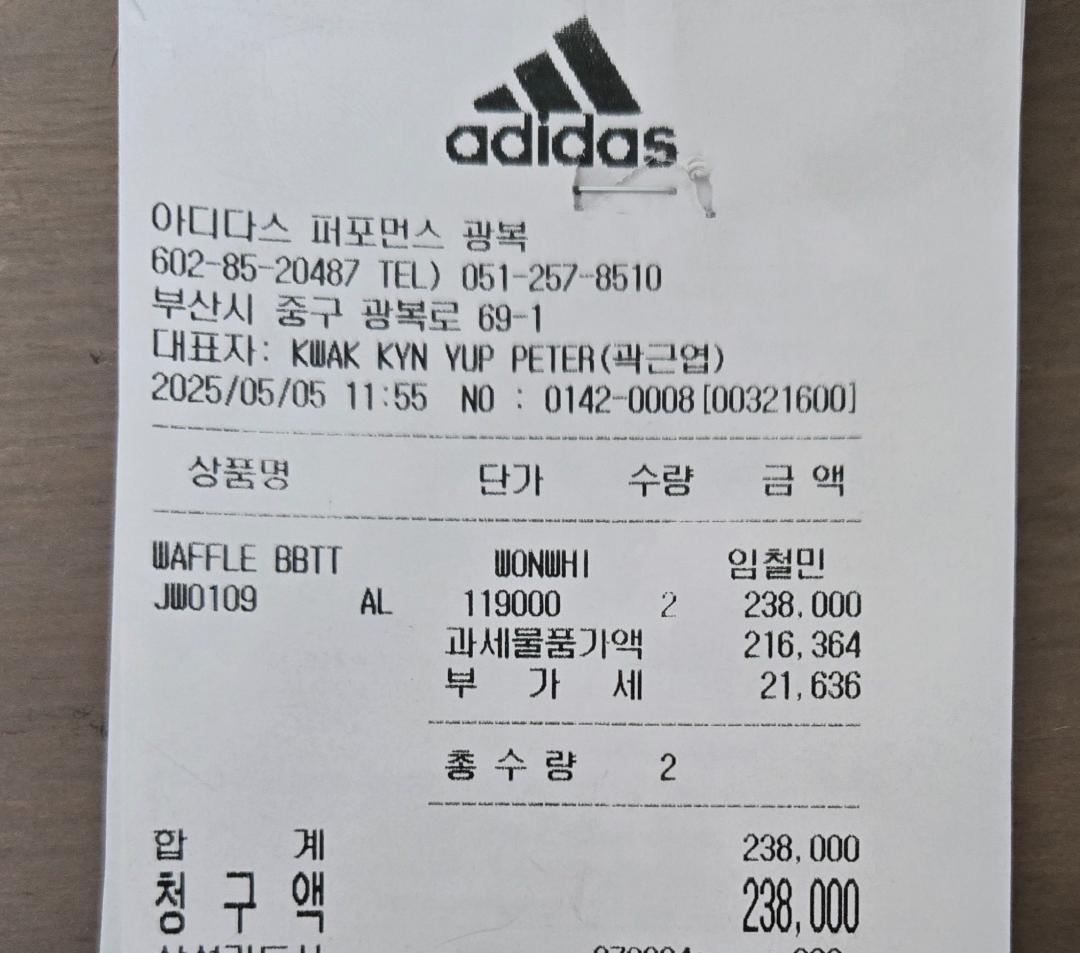 adidas
아디다스 퍼포먼스 광복
602-85-20487 TEL) 051-257-8510
부산시 중구 광복로 69-1
대표자: KWAK KYN YUP PETER(곽근엽)
2025/05/05 11:55 NO : 0142-0008[00321600]
상품명 단가 수량 금 액
WAFFLE BBTT WONWHI 임철민
JW0109 AL 119000 2 238,000
과세물품가액 216,364
부 가 세 21,636
총 수 량 2
합 계 238,000
청 구 액 238,000